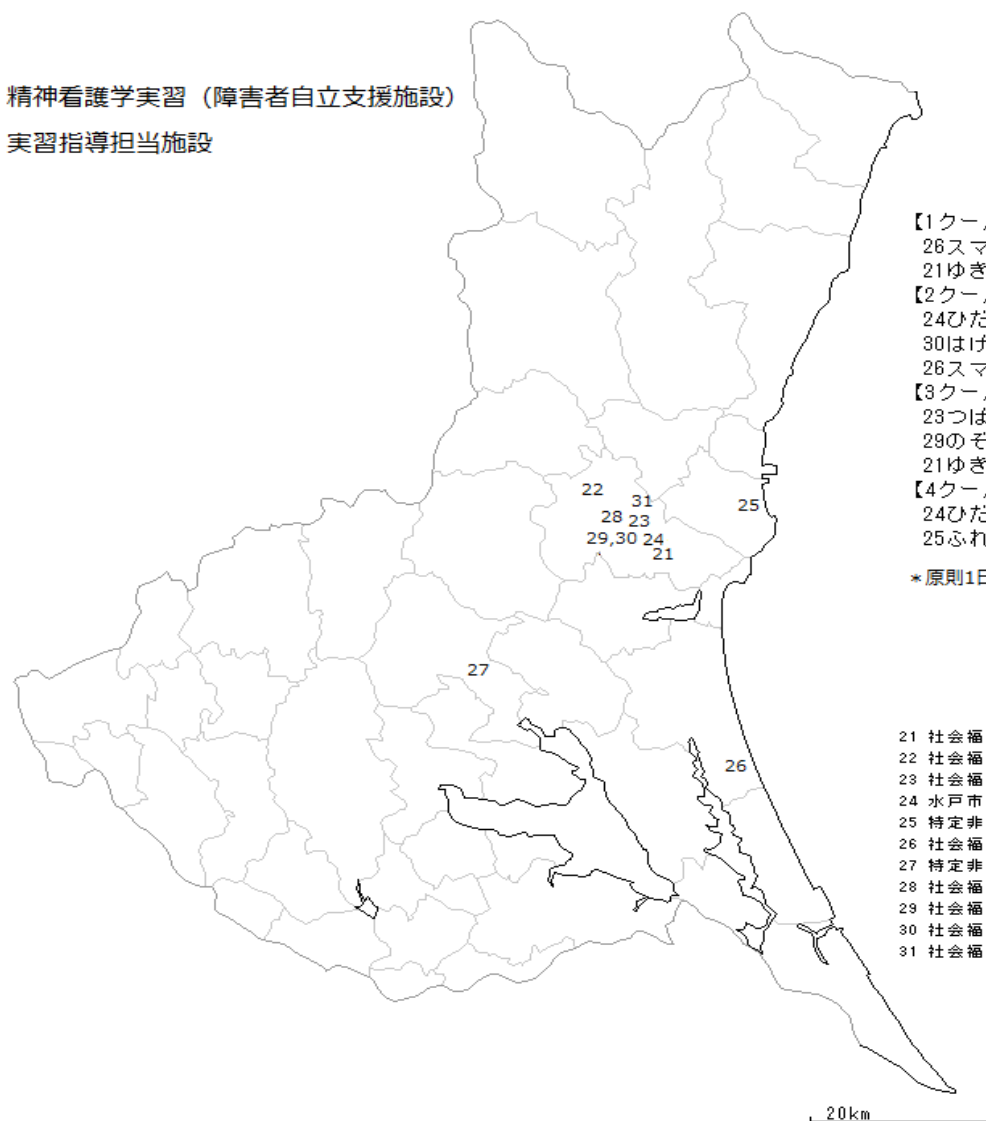 精神看護学実習（障害者自立支援施設）
実習指導担当施設
【1クー
26スマ
21ゆき
【2クー
24ひだ
30はげ
26スマ
【3クー
23つば
29のぞ
21ゆき
【4クー
24ひだ
25ふれ
*原則1日
22
31
25
28
23
29,30
24
21
27
26
21 社会福
22 社会福
23 社会福
24 水戸市
25 特定非
26 社会福
27 特定非
28 社会福
29 社会福
30 社会福
31 社会福
20km